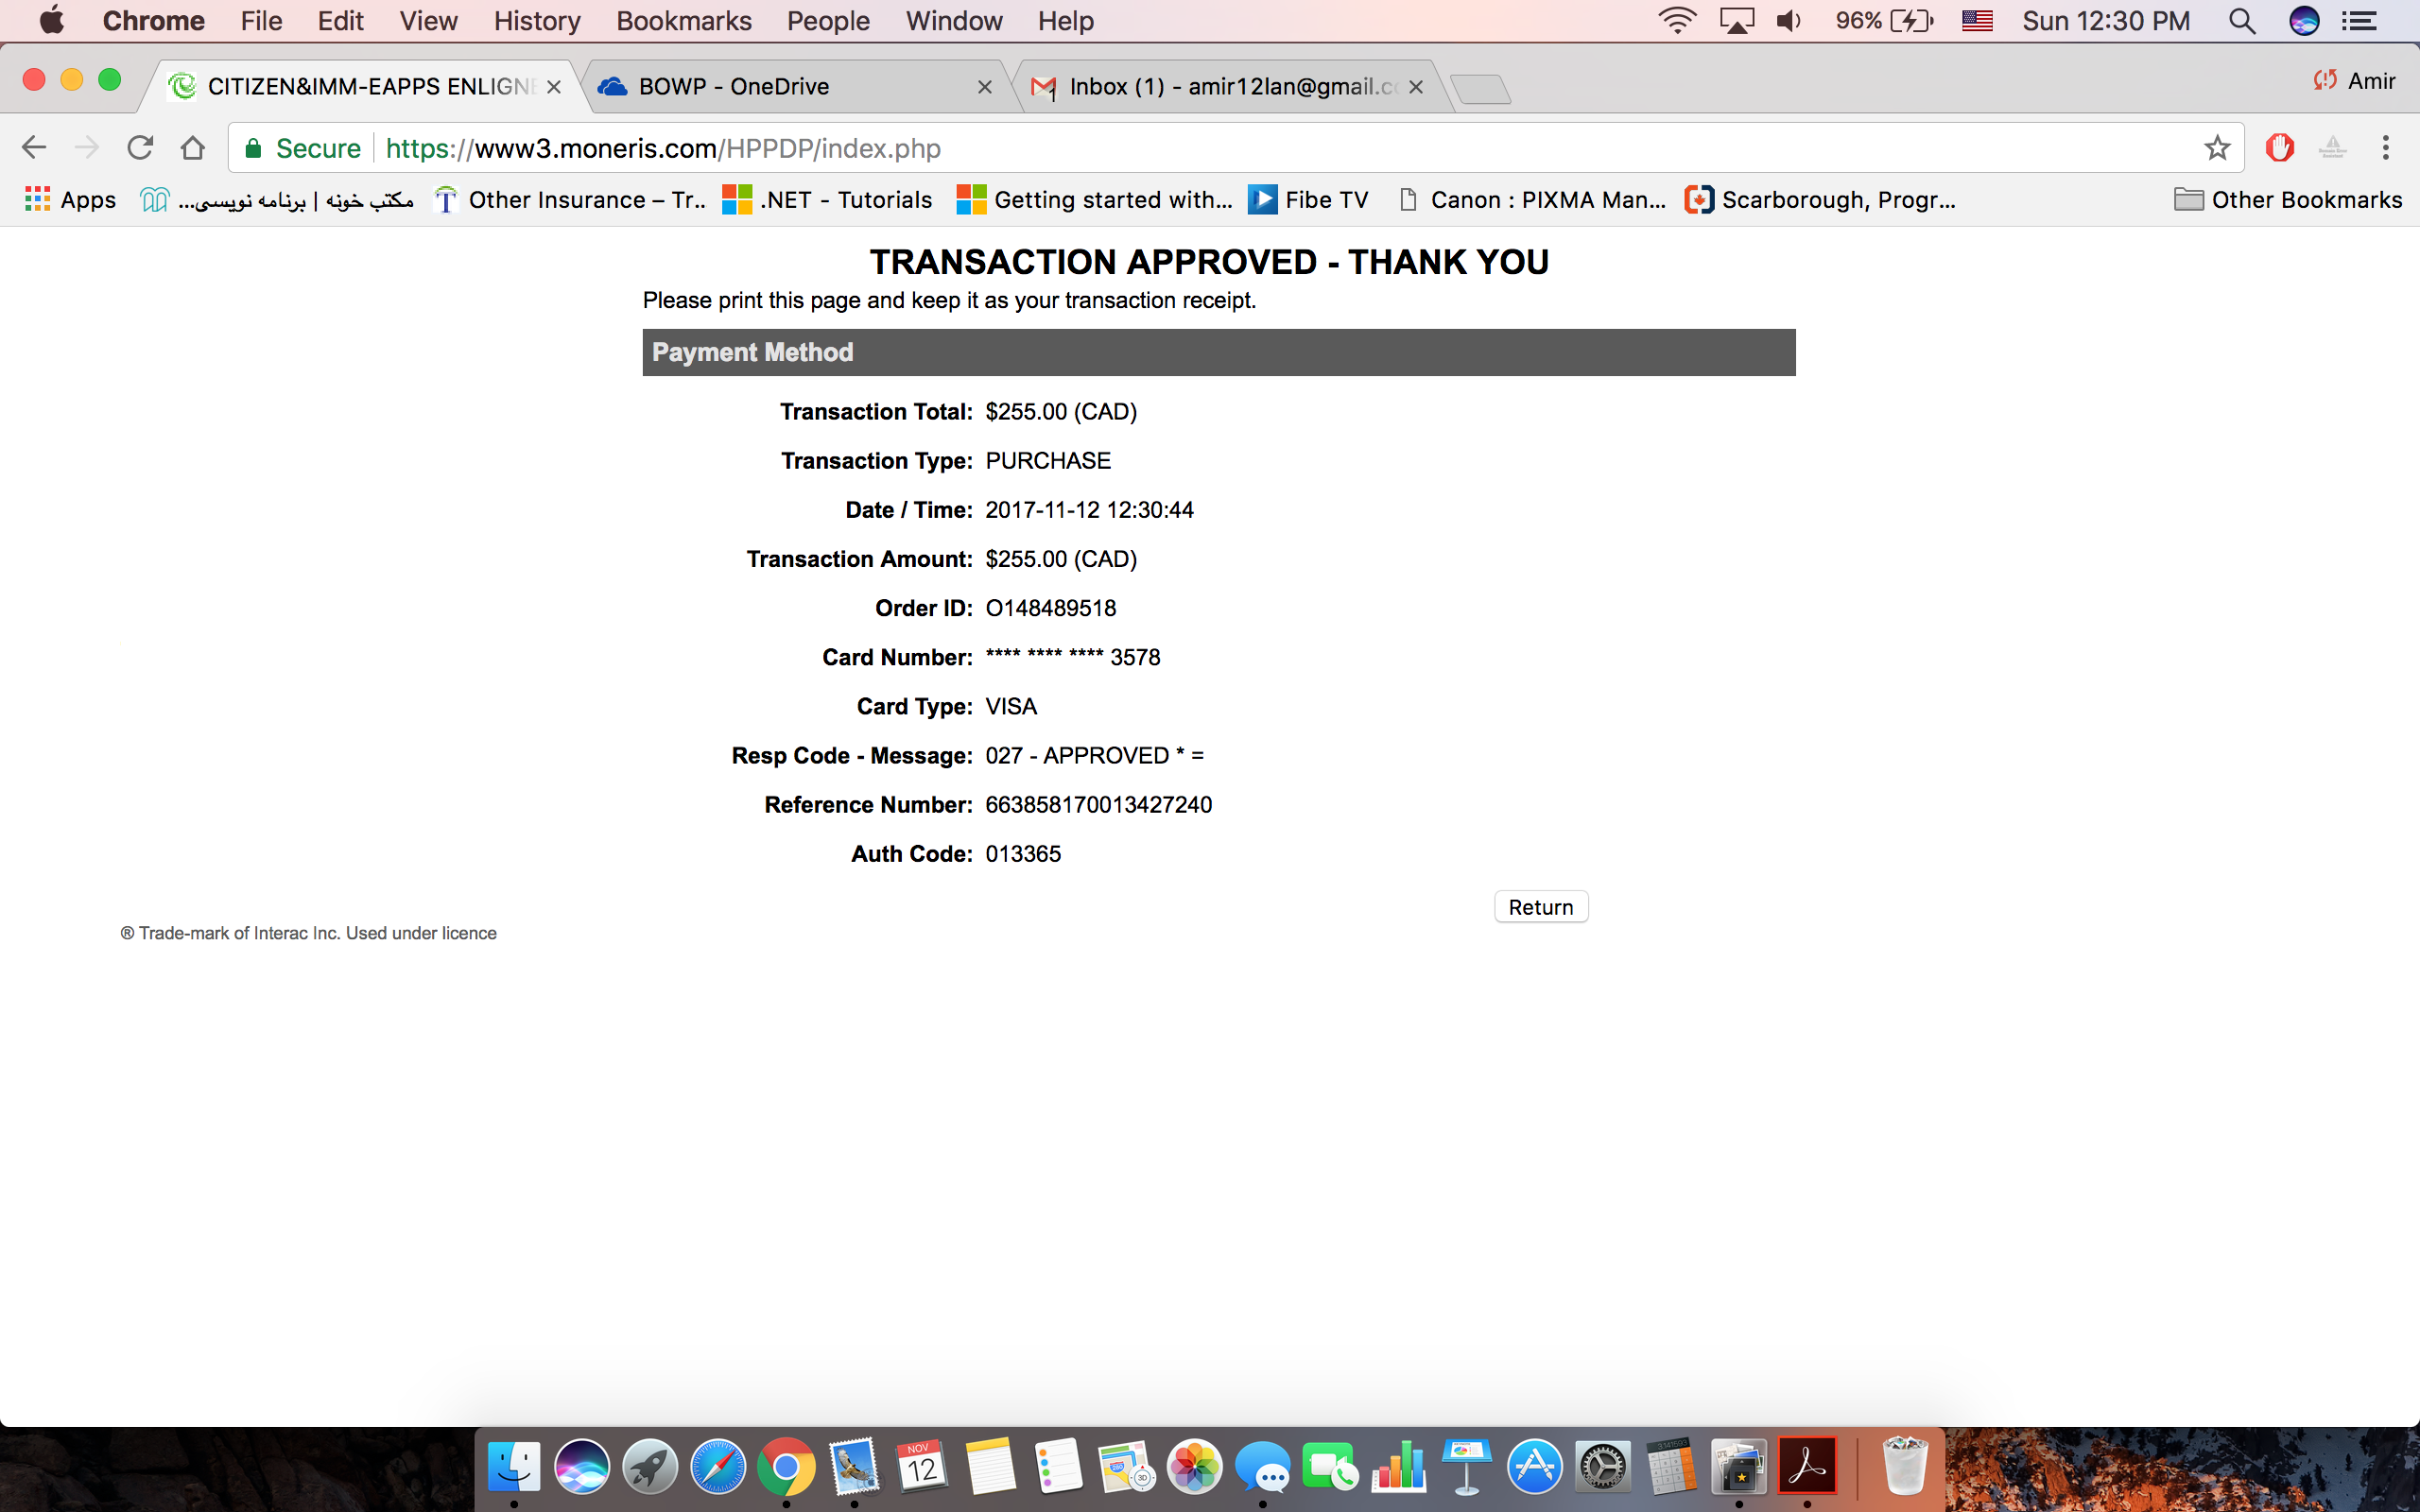 Chrome File Edit View History Bookmarks People Window Help 96% Sun 12:30 PM
CITIZEN&IMM-EAPPS ENLIGNE BOWP - OneDrive Inbox (1) - amir12lan@gmail.co Amir
Secure https://www3.moneris.com/HPPDP/index.php
Apps مکتب خونه | برنامه نویسی... Other Insurance – Tr... .NET - Tutorials Getting started with... Fibe TV Canon : PIXMA Man... Scarborough, Progr... Other Bookmarks
TRANSACTION APPROVED - THANK YOU
Please print this page and keep it as your transaction receipt.
Payment Method
Transaction Total: $255.00 (CAD)
Transaction Type: PURCHASE
Date / Time: 2017-11-12 12:30:44
Transaction Amount: $255.00 (CAD)
Order ID: O148489518
Card Number: **** **** **** 3578
Card Type: VISA
Resp Code - Message: 027 - APPROVED * =
Reference Number: 663858170013427240
Auth Code: 013365
Return
® Trade-mark of Interac Inc. Used under licence
NOV
12
3D